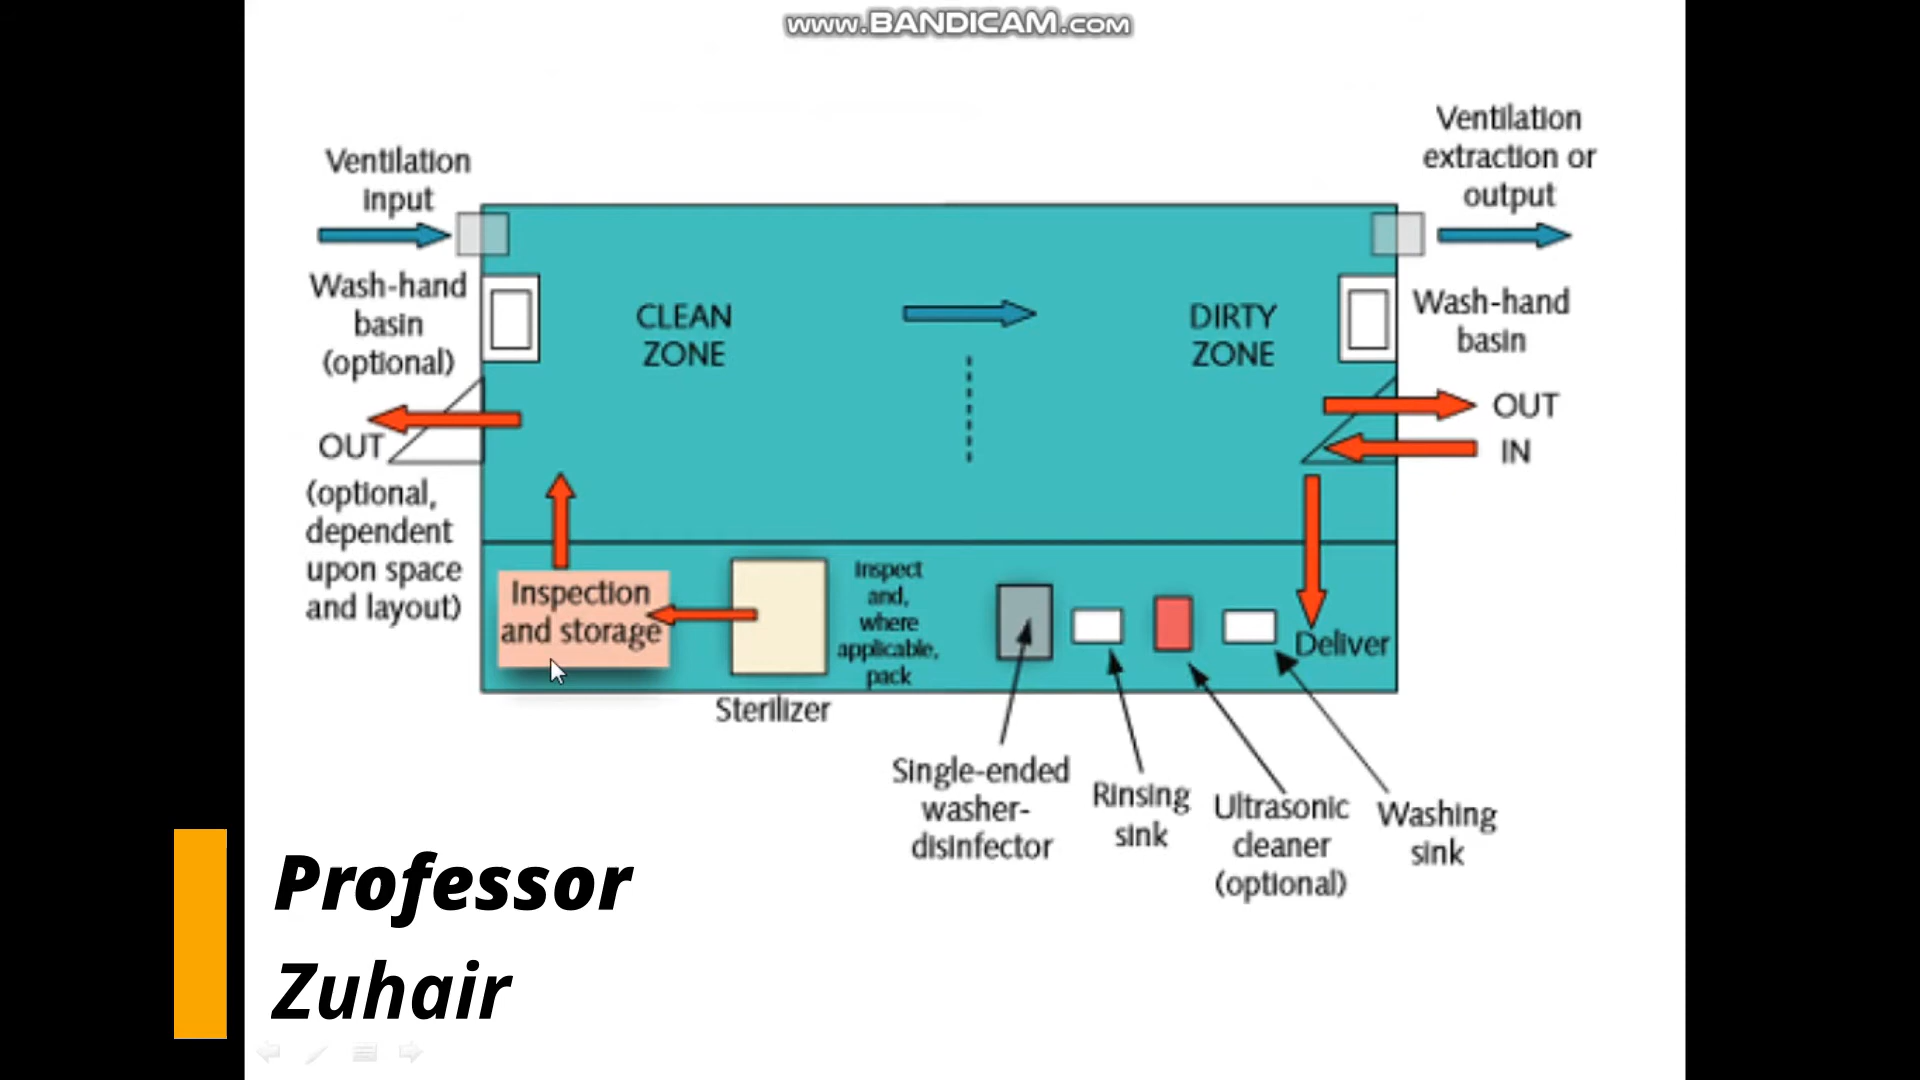 www.BANDICAM.com
Ventilation
input
Ventilation
extraction or
output
Wash-hand
basin
(optional)
CLEAN
ZONE
DIRTY
ZONE
Wash-hand
basin
OUT
IN
OUT
(optional,
dependent
upon space
and layout)
Inspection
and storage
Inspect
and,
where
applicable,
pack
Deliver
Sterilizer
Single-ended
washer-
disinfector
Rinsing
sink
Ultrasonic
cleaner
(optional)
Washing
sink
Professor
Zuhair